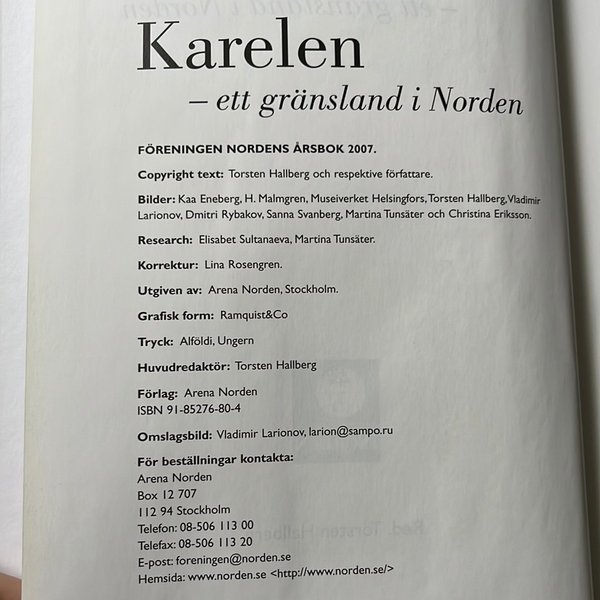 Karelen
– ett gränsland i Norden
FÖRENINGEN NORDENS ÅRSBOK 2007.
Copyright text: Torsten Hallberg och respektive författare.
Bilder: Kaa Eneberg, H. Malmgren, Museiverket Helsingfors, Torsten Hallberg, Vladimir
Larionov, Dmitri Rybakov, Sanna Svanberg, Martina Tunsäter och Christina Eriksson.
Research: Elisabet Sultanaeva, Martina Tunsäter.
Korrektur: Lina Rosengren.
Utgiven av: Arena Norden, Stockholm.
Grafisk form: Ramquist&Co
Tryck: Alföldi, Ungern
Huvudredaktör: Torsten Hallberg
Förlag: Arena Norden
ISBN 91-85276-80-4
Omslagsbild: Vladimir Larionov, larion@sampo.ru
För beställningar kontakta:
Arena Norden
Box 12 707
112 94 Stockholm
Telefon: 08-506 113 00
Telefax: 08-506 113 20
E-post: foreningen@norden.se
Hemsida: www.norden.se <http://www.norden.se/>